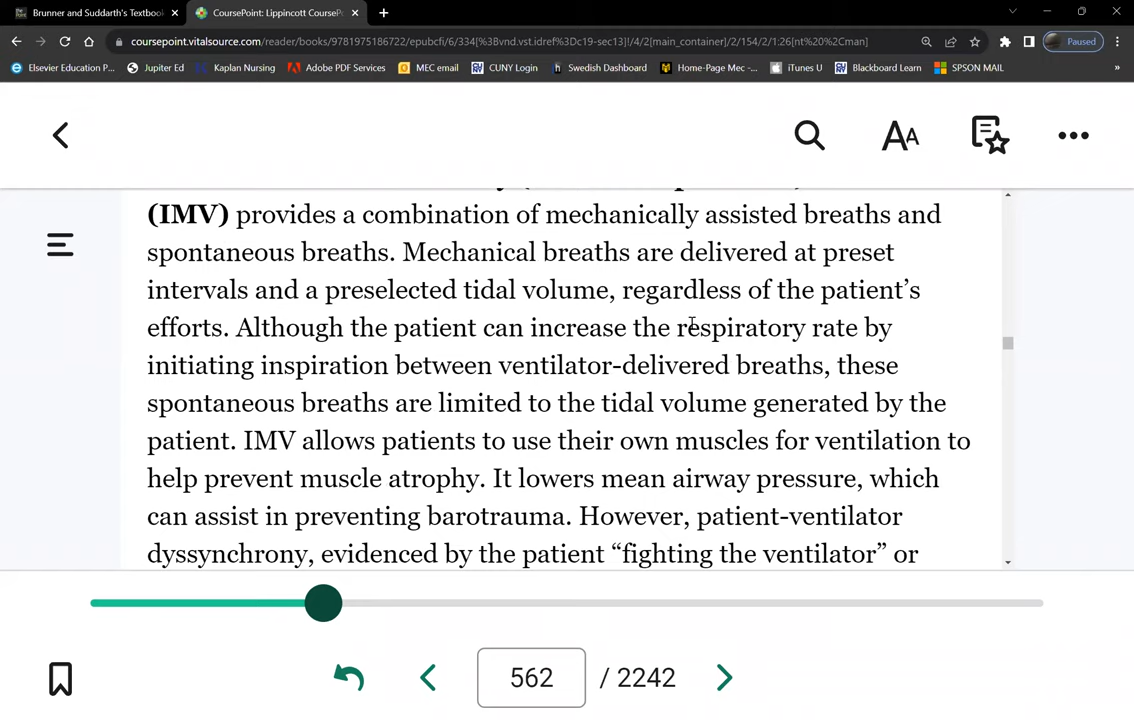 Brunner and Suddarth's Textbook
CoursePoint: Lippincott CourseP
coursepoint.vitalsource.com/reader/books/9781975186722/epubcfi/6/334[%3Bvnd.vst.idref%3Dc19-sec13]!/4/2[main_container]/2/154/2/1:26[nt%20%2Cman]
Paused
Elsevier Education P... Jupiter Ed Kaplan Nursing Adobe PDF Services MEC email CUNY Login Swedish Dashboard Home-Page Mec -... iTunes U Blackboard Learn SPSON MAIL »
AA
(IMV) provides a combination of mechanically assisted breaths and
spontaneous breaths. Mechanical breaths are delivered at preset
intervals and a preselected tidal volume, regardless of the patient’s
efforts. Although the patient can increase the respiratory rate by
initiating inspiration between ventilator-delivered breaths, these
spontaneous breaths are limited to the tidal volume generated by the
patient. IMV allows patients to use their own muscles for ventilation to
help prevent muscle atrophy. It lowers mean airway pressure, which
can assist in preventing barotrauma. However, patient-ventilator
dyssynchrony, evidenced by the patient “fighting the ventilator” or
562 / 2242